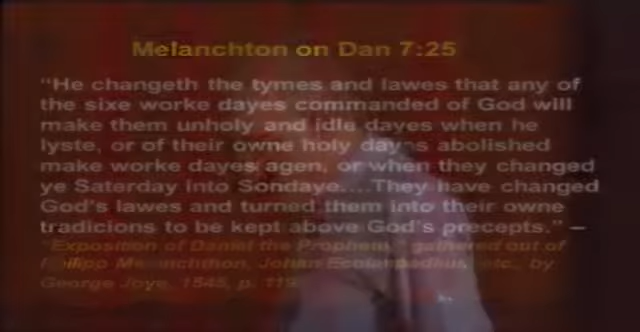 Melanchton on Dan 7:25
"He changeth the tymes and lawes that any of
the sixe worke dayes commanded of God will
make them unholy and idle dayes when he
lyste, or of their owne holy dayes abolished
make worke dayes agen, or when they changed
ye Saterday into Sondaye....They have changed
God's lawes and turned them into their owne
tradicions to be kept above God's precepts." –
"Exposition of Daniel the Prophete," gathered out of
Melanchthon, Johan Ecolampadius, etc., by
George Joye, 1545, p. 119